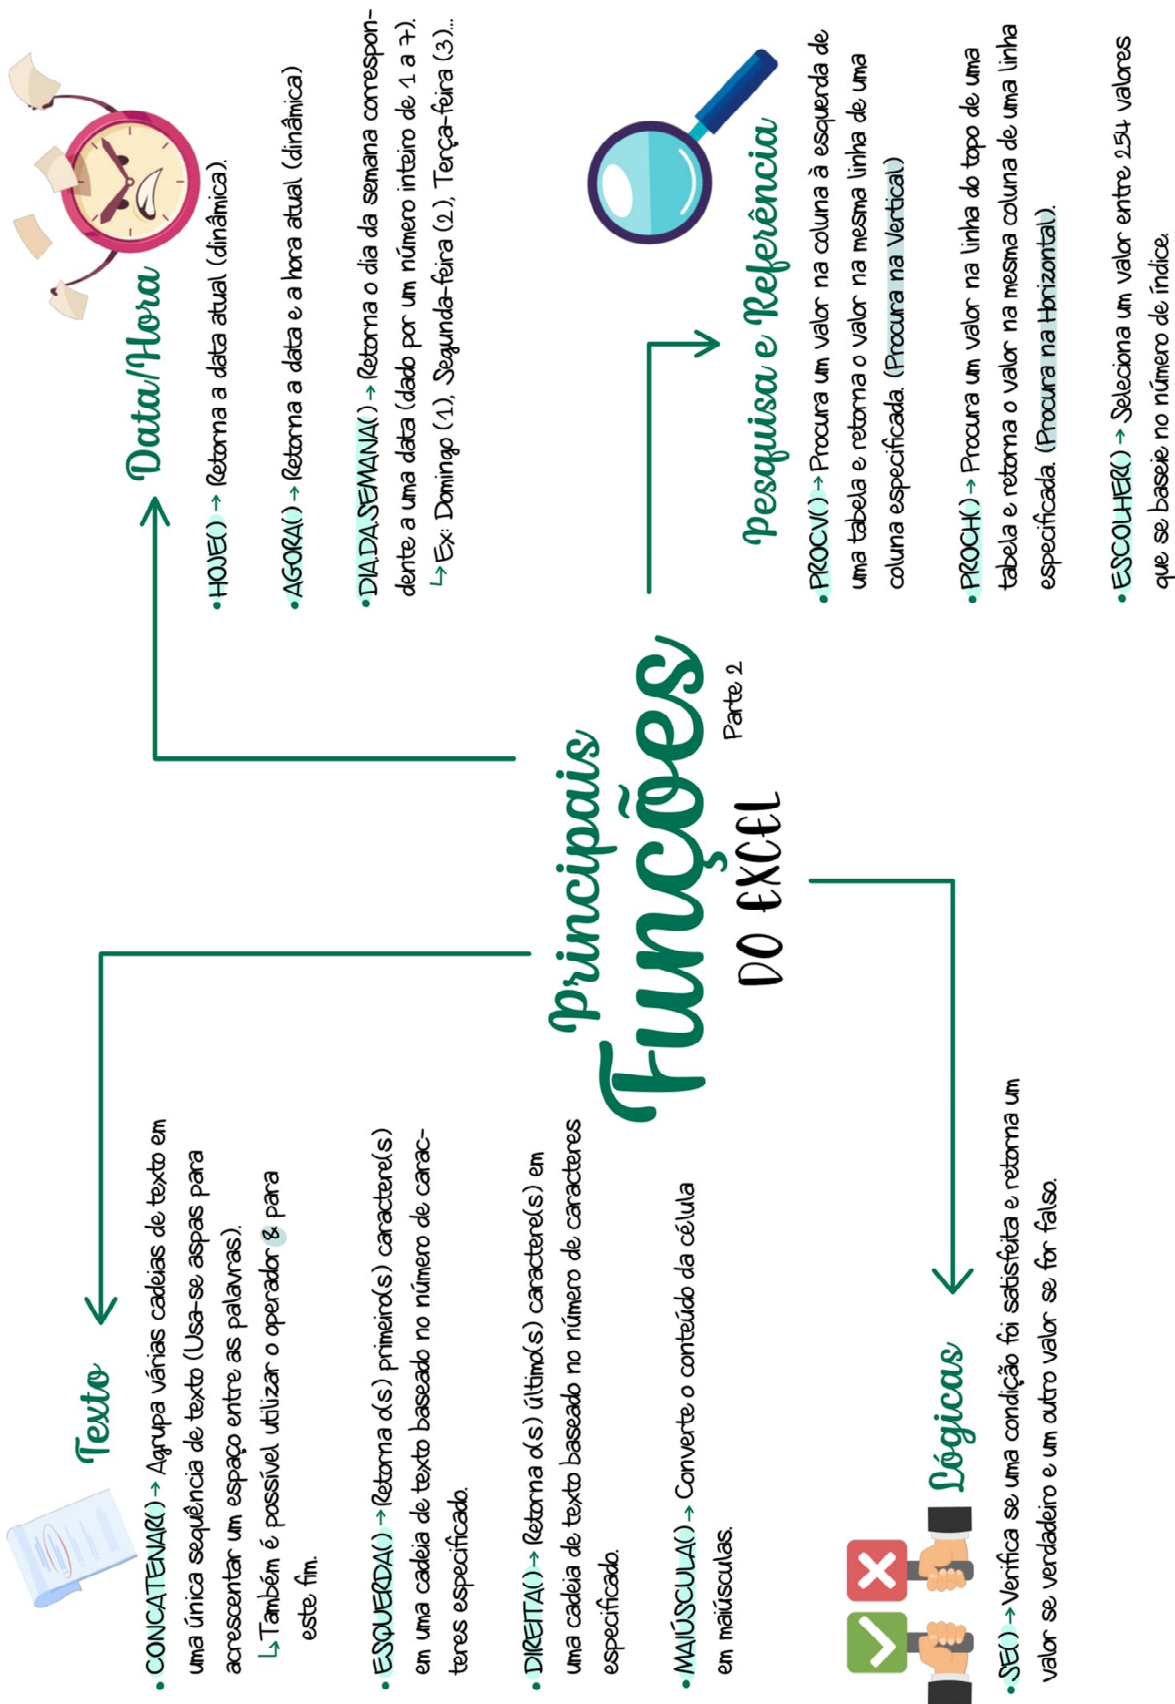 Principais
Funções
DO EXCEL
Parte 2
Texto
• CONCATENAR() → Agrupa várias cadeias de texto em
uma única sequência de texto (Usa-se aspas para
acrescentar um espaço entre as palavras).
↳ Também é possível utilizar o operador & para
este fim.
• ESQUERDA() → Retorna o(s) primeiro(s) caractere(s)
em uma cadeia de texto baseado no número de carac-
teres especificado.
• DIREITA() → Retorna o(s) último(s) caractere(s) em
uma cadeia de texto baseado no número de caracteres
especificado.
• MAIÚSCULA() → Converte o conteúdo da célula
em maiúsculas.
Data/Hora
• HOJE() → Retorna a data atual (dinâmica).
• AGORA() → Retorna a data e a hora atual (dinâmica)
• DIA.DA.SEMANA() → Retorna o dia da semana correspon-
dente a uma data (dado por um número inteiro de 1 a 7).
↳ Ex: Domingo (1), Segunda-feira (2), Terça-feira (3)...
Lógicas
• SE() → Verifica se uma condição foi satisfeita e retorna um
valor se verdadeiro e um outro valor se for falso.
Pesquisa e Referência
• PROCV() → Procura um valor na coluna à esquerda de
uma tabela e retorna o valor na mesma linha de uma
coluna especificada. (Procura na Vertical)
• PROCH() → Procura um valor na linha do topo de uma
tabela e retorna o valor na mesma coluna de uma linha
especificada. (Procura na Horizontal).
• ESCOLHER() → Seleciona um valor entre 254 valores
que se baseie no número de índice.